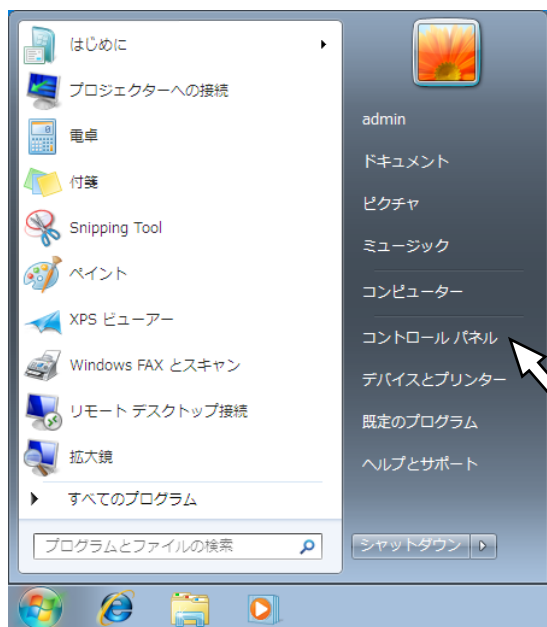 はじめに
プロジェクターへの接続
電卓
付箋
Snipping Tool
ペイント
XPS ビューアー
Windows FAX とスキャン
リモート デスクトップ接続
拡大鏡
すべてのプログラム
プログラムとファイルの検索
admin
ドキュメント
ピクチャ
ミュージック
コンピューター
コントロール パネル
デバイスとプリンター
既定のプログラム
ヘルプとサポート
シャットダウン